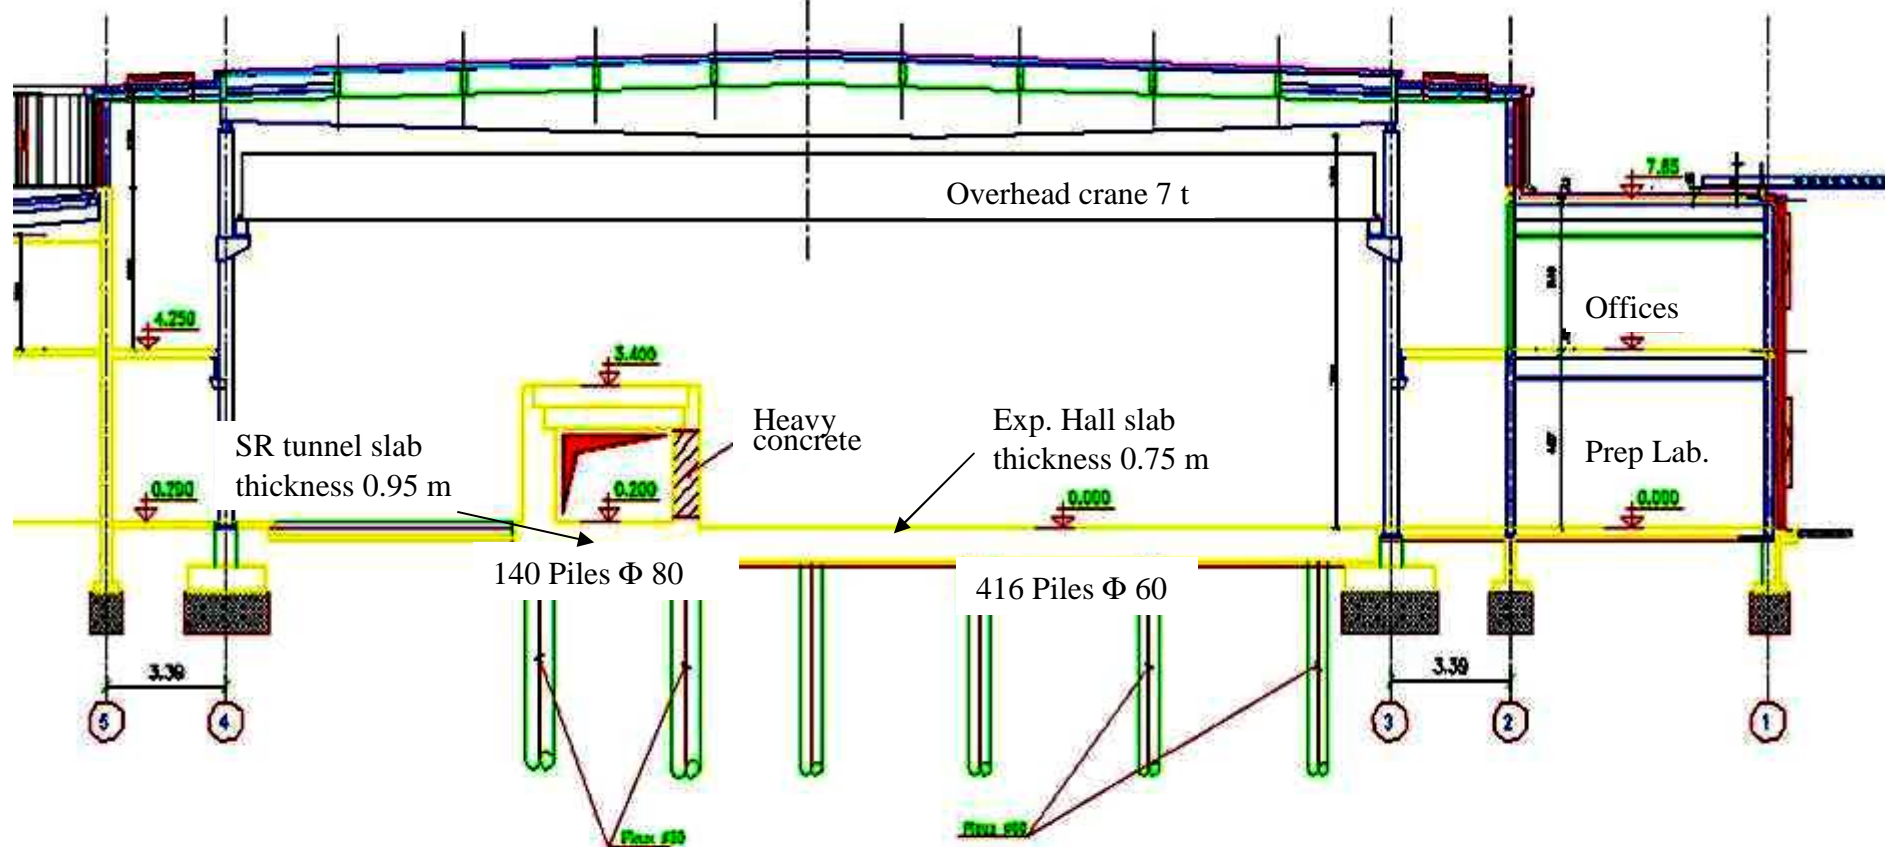 Overhead crane 7 t
7.85
Offices
4.250
3.400
Heavy
concrete
Exp. Hall slab
thickness 0.75 m
SR tunnel slab
thickness 0.95 m
Prep Lab.
0.200
0.200
0.000
0.000
140 Piles Φ 80
416 Piles Φ 60
3.39
3.39
5
4
3
2
1